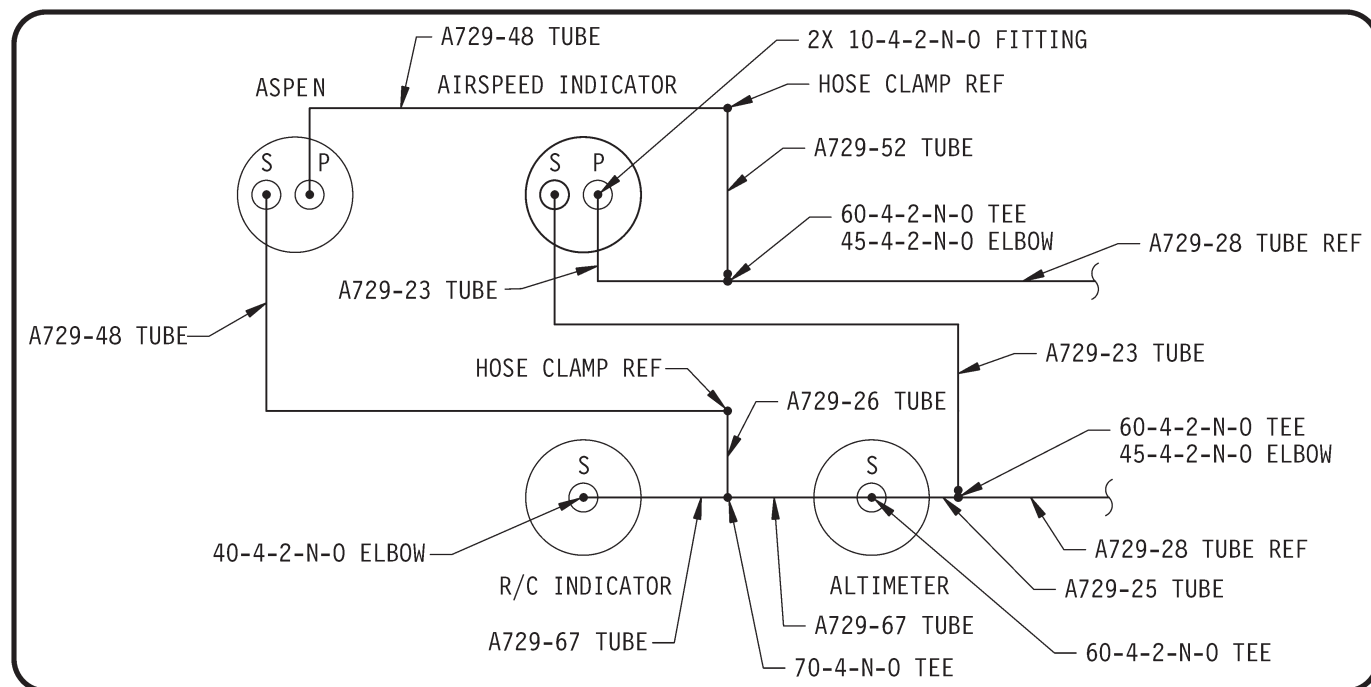 A729-48 TUBE
2X 10-4-2-N-O FITTING
ASPEN
AIRSPEED INDICATOR
HOSE CLAMP REF
S
P
S
P
A729-52 TUBE
60-4-2-N-O TEE
45-4-2-N-O ELBOW
A729-28 TUBE REF
A729-23 TUBE
A729-48 TUBE
A729-23 TUBE
HOSE CLAMP REF
A729-26 TUBE
60-4-2-N-O TEE
45-4-2-N-O ELBOW
S
S
40-4-2-N-O ELBOW
A729-28 TUBE REF
R/C INDICATOR
ALTIMETER
A729-25 TUBE
A729-67 TUBE
A729-67 TUBE
70-4-N-O TEE
60-4-2-N-O TEE